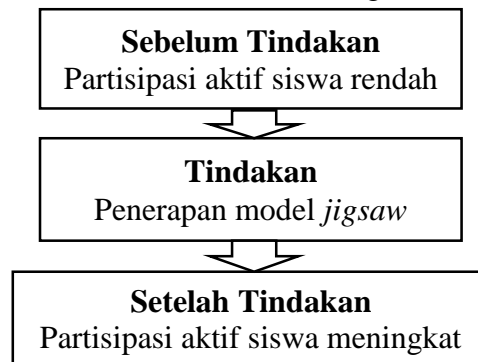 Sebelum Tindakan
Partisipasi aktif siswa rendah
Tindakan
Penerapan model jigsaw
Setelah Tindakan
Partisipasi aktif siswa meningkat